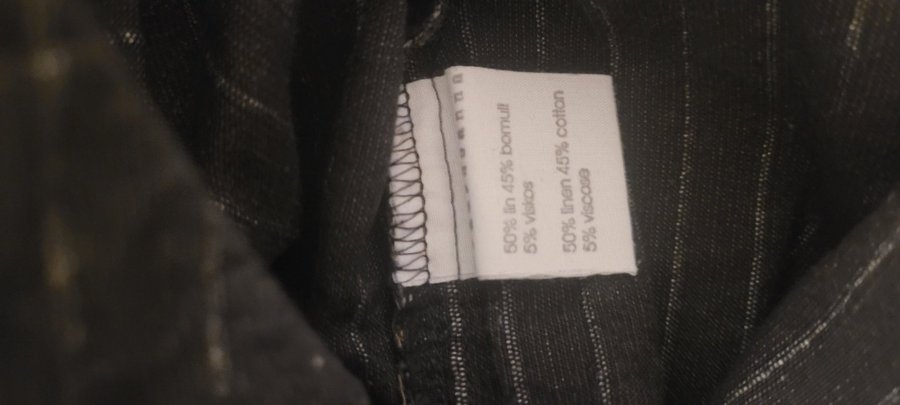 50% lin 45% bomull
5% viskos
50% linen 45% cotton
5% viscose